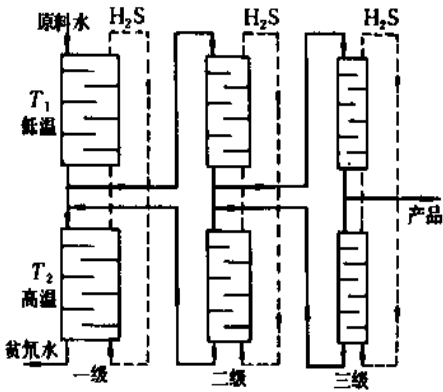 原料水 H₂S H₂S H₂S
T₁
低温
产品
T₂
高温
贫氘水 一级 二级 三级